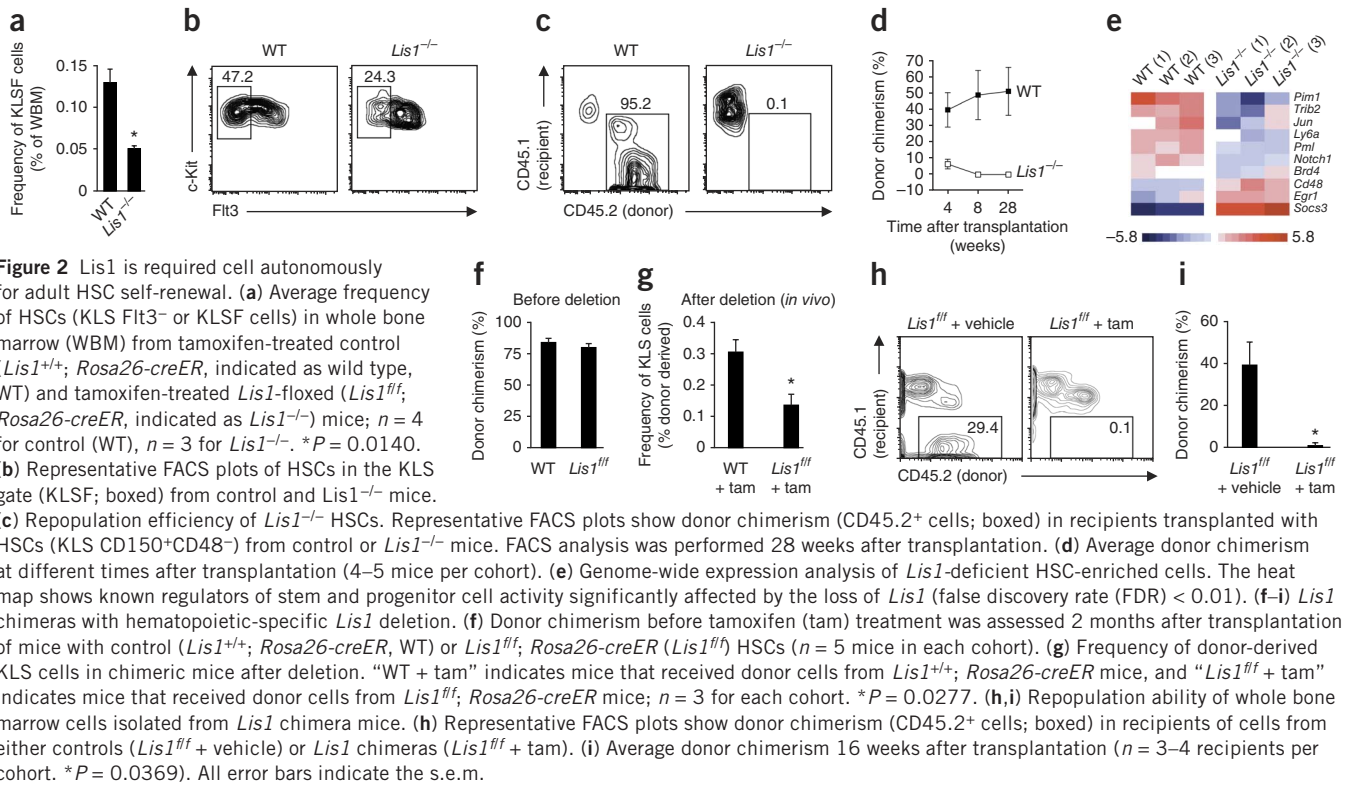 a
b
c
d
e
Frequency of KLSF cells
(% of WBM)
0.15
0.10
0.05
0
*
WT
Lis1–/–
WT
Lis1–/–
47.2
24.3
c-Kit
Flt3
WT
Lis1–/–
95.2
0.1
CD45.1
(recipient)
CD45.2 (donor)
Donor chimerism (%)
70
60
50
40
30
20
10
0
–10
WT
Lis1–/–
4
8
28
Time after transplantation
(weeks)
WT (1)
WT (2)
WT (3)
Lis1–/– (1)
Lis1–/– (2)
Lis1–/– (3)
Pim1
Trib2
Jun
Ly6a
Pml
Notch1
Brd4
Cd48
Egr1
Socs3
–5.8
5.8
f
g
h
i
Before deletion
Donor chimerism (%)
100
75
50
25
0
WT
Lis1f/f
After deletion (in vivo)
Frequency of KLS cells
(% donor derived)
0.4
0.3
0.2
0.1
0
*
WT
+ tam
Lis1f/f
+ tam
Lis1f/f + vehicle
Lis1f/f + tam
29.4
0.1
CD45.1
(recipient)
CD45.2 (donor)
Donor chimerism (%)
60
40
20
0
*
Lis1f/f
+ vehicle
Lis1f/f
+ tam
Figure 2 Lis1 is required cell autonomously
for adult HSC self-renewal. (a) Average frequency
of HSCs (KLS Flt3– or KLSF cells) in whole bone
marrow (WBM) from tamoxifen-treated control
(Lis1+/+; Rosa26-creER, indicated as wild type,
WT) and tamoxifen-treated Lis1-floxed (Lis1f/f;
Rosa26-creER, indicated as Lis1–/–) mice; n = 4
for control (WT), n = 3 for Lis1–/–. *P = 0.0140.
(b) Representative FACS plots of HSCs in the KLS
gate (KLSF; boxed) from control and Lis1–/– mice.
(c) Repopulation efficiency of Lis1–/– HSCs. Representative FACS plots show donor chimerism (CD45.2+ cells; boxed) in recipients transplanted with
HSCs (KLS CD150+CD48–) from control or Lis1–/– mice. FACS analysis was performed 28 weeks after transplantation. (d) Average donor chimerism
at different times after transplantation (4–5 mice per cohort). (e) Genome-wide expression analysis of Lis1-deficient HSC-enriched cells. The heat
map shows known regulators of stem and progenitor cell activity significantly affected by the loss of Lis1 (false discovery rate (FDR) < 0.01). (f–i) Lis1
chimeras with hematopoietic-specific Lis1 deletion. (f) Donor chimerism before tamoxifen (tam) treatment was assessed 2 months after transplantation
of mice with control (Lis1+/+; Rosa26-creER, WT) or Lis1f/f; Rosa26-creER (Lis1f/f) HSCs (n = 5 mice in each cohort). (g) Frequency of donor-derived
KLS cells in chimeric mice after deletion. “WT + tam” indicates mice that received donor cells from Lis1+/+; Rosa26-creER mice, and “Lis1f/f + tam”
indicates mice that received donor cells from Lis1f/f; Rosa26-creER mice; n = 3 for each cohort. *P = 0.0277. (h,i) Repopulation ability of whole bone
marrow cells isolated from Lis1 chimera mice. (h) Representative FACS plots show donor chimerism (CD45.2+ cells; boxed) in recipients of cells from
either controls (Lis1f/f + vehicle) or Lis1 chimeras (Lis1f/f + tam). (i) Average donor chimerism 16 weeks after transplantation (n = 3–4 recipients per
cohort. *P = 0.0369). All error bars indicate the s.e.m.